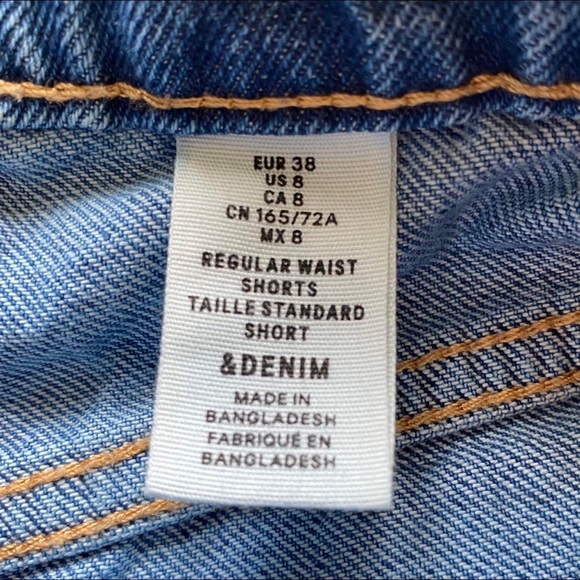 EUR 38
US 8
CA 8
CN 165/72A
MX 8
REGULAR WAIST
SHORTS
TAILLE STANDARD
SHORT
&DENIM
MADE IN
BANGLADESH
FABRIQUÉ EN
BANGLADESH